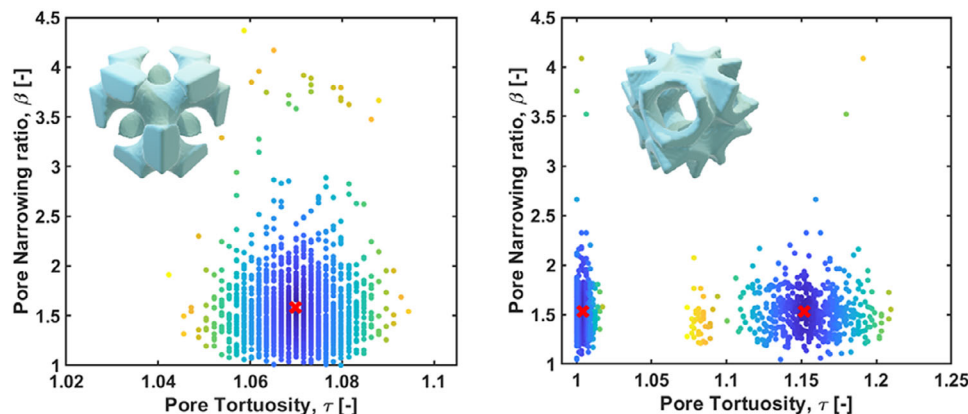 4.5
4
3.5
3
2.5
2
1.5
1
Pore Narrowing ratio, β [-]
1.02 1.04 1.06 1.08 1.1
Pore Tortuosity, τ [-]
4.5
4
3.5
3
2.5
2
1.5
1
Pore Narrowing ratio, β [-]
1 1.05 1.1 1.15 1.2 1.25
Pore Tortuosity, τ [-]